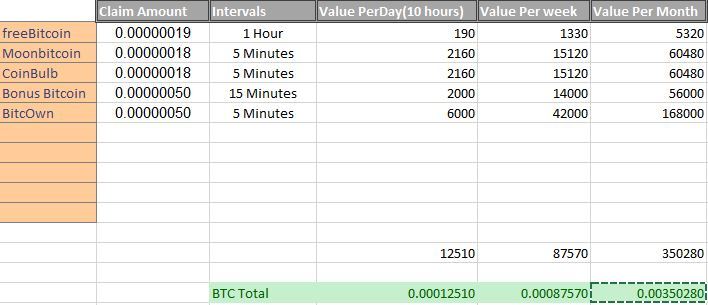 Claim Amount Intervals Value PerDay(10 hours) Value Per week Value Per Month
freeBitcoin 0.00000019 1 Hour 190 1330 5320
Moonbitcoin 0.00000018 5 Minutes 2160 15120 60480
CoinBulb 0.00000018 5 Minutes 2160 15120 60480
Bonus Bitcoin 0.00000050 15 Minutes 2000 14000 56000
BitcOwn 0.00000050 5 Minutes 6000 42000 168000
12510 87570 350280
BTC Total 0.00012510 0.00087570 0.00350280